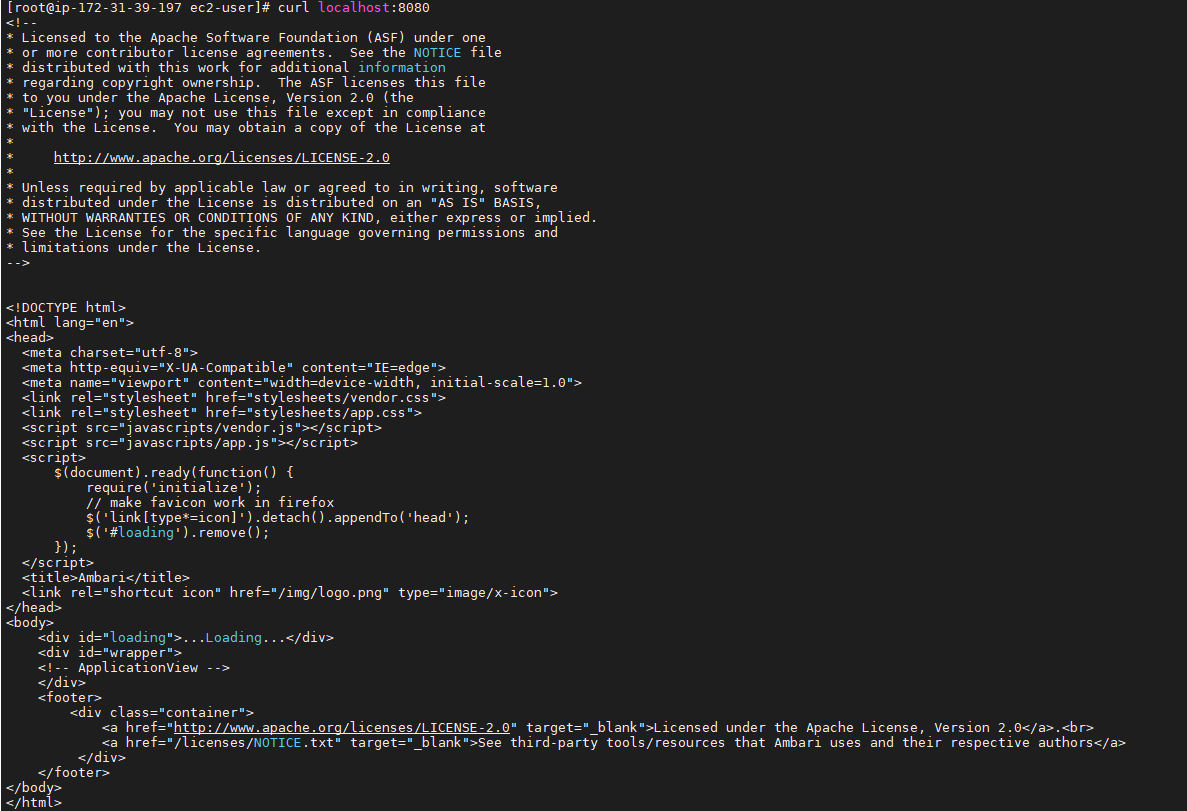 [root@ip-172-31-39-197 ec2-user]# curl localhost:8080
<!--
* Licensed to the Apache Software Foundation (ASF) under one
* or more contributor license agreements.  See the NOTICE file
* distributed with this work for additional information
* regarding copyright ownership.  The ASF licenses this file
* to you under the Apache License, Version 2.0 (the
* "License"); you may not use this file except in compliance
* with the License.  You may obtain a copy of the License at
*
*     http://www.apache.org/licenses/LICENSE-2.0
*
* Unless required by applicable law or agreed to in writing, software
* distributed under the License is distributed on an "AS IS" BASIS,
* WITHOUT WARRANTIES OR CONDITIONS OF ANY KIND, either express or implied.
* See the License for the specific language governing permissions and
* limitations under the License.
-->


<!DOCTYPE html>
<html lang="en">
<head>
  <meta charset="utf-8">
  <meta http-equiv="X-UA-Compatible" content="IE=edge">
  <meta name="viewport" content="width=device-width, initial-scale=1.0">
  <link rel="stylesheet" href="stylesheets/vendor.css">
  <link rel="stylesheet" href="stylesheets/app.css">
  <script src="javascripts/vendor.js"></script>
  <script src="javascripts/app.js"></script>
  <script>
      $(document).ready(function() {
          require('initialize');
          // make favicon work in firefox
          $('link[type*=icon]').detach().appendTo('head');
          $('#loading').remove();
      });
  </script>
  <title>Ambari</title>
  <link rel="shortcut icon" href="/img/logo.png" type="image/x-icon">
</head>
<body>
    <div id="loading">...Loading...</div>
    <div id="wrapper">
    <!-- ApplicationView -->
    </div>
    <footer>
        <div class="container">
            <a href="http://www.apache.org/licenses/LICENSE-2.0" target="_blank">Licensed under the Apache License, Version 2.0</a>.<br>
            <a href="/licenses/NOTICE.txt" target="_blank">See third-party tools/resources that Ambari uses and their respective authors</a>
         </div>
    </footer>
</body>
</html>